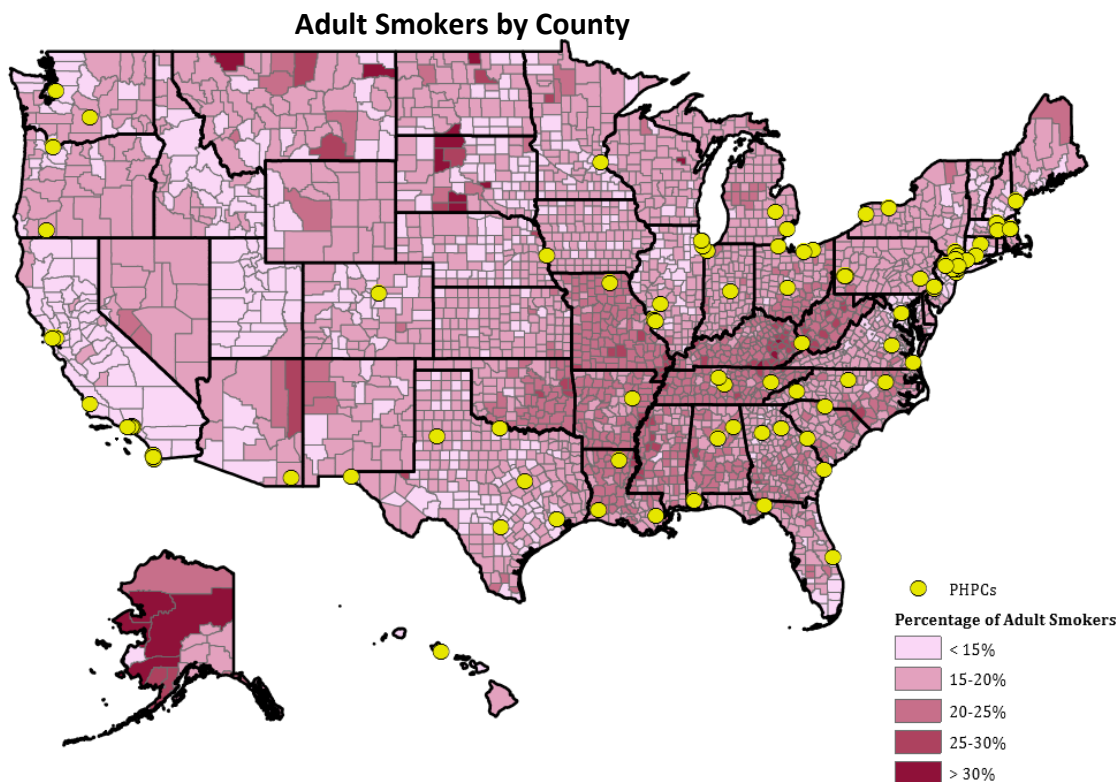 Adult Smokers by County
PHPCs
Percentage of Adult Smokers
< 15%
15-20%
20-25%
25-30%
> 30%